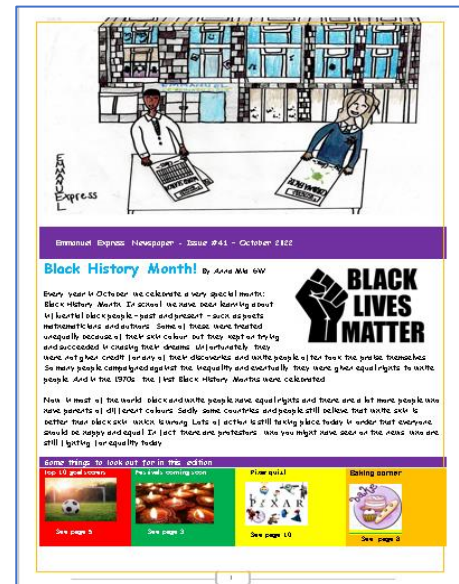 EMMANUEL
EMMANUEL
Express
Emmanuel Express Newspaper - Issue #41 – October 2022
Black History Month! By Anna Mia 6W
BLACK
LIVES
MATTER
Every year in October we celebrate a very special month:
Black History Month. In school we have been learning about
influential black people – past and present – such as poets
mathematicians and authors. Some of these were treated
unequally because of their skin colour but they kept on trying
and succeeded in chasing their dreams. Unfortunately they
were not given credit for any of their discoveries and white people often took the praise themselves.
So many people campaigned against the inequality and eventually they were given equal rights to white
people. And in the 1970s the first Black History Months were celebrated.
Now in most of the world black and white people have equal rights and there are a lot more people who
have parents of different colours. Sadly some countries and people still believe that white skin is
better than black skin which is wrong. Lots of action is still taking place today in order that everyone
should be happy and equal. In fact there are protestors who you might have seen on the news who are
still fighting for equality today.
Some things to look out for in this edition
Top 10 goal scorers
See page 5
Festivals coming soon
See page 3
Pixar quiz!
PIXAR
See page 10
Baking corner
bake
See page 8
1